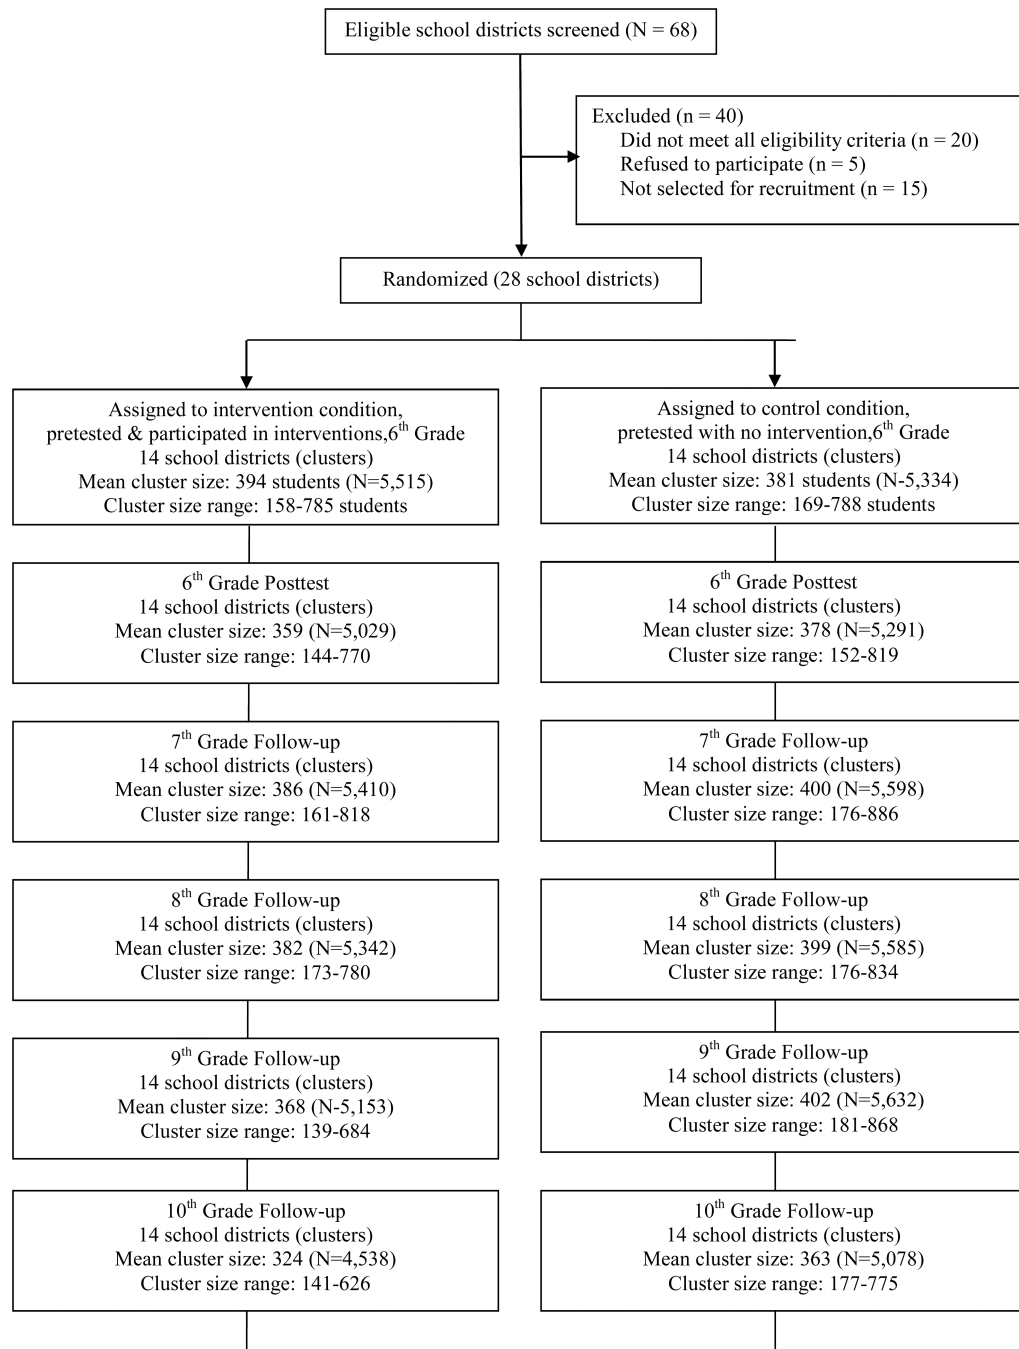 Eligible school districts screened (N = 68)
Excluded (n = 40)
Did not meet all eligibility criteria (n = 20)
Refused to participate (n = 5)
Not selected for recruitment (n = 15)
Randomized (28 school districts)
Assigned to intervention condition,
pretested & participated in interventions,6th Grade
14 school districts (clusters)
Mean cluster size: 394 students (N=5,515)
Cluster size range: 158-785 students
Assigned to control condition,
pretested with no intervention,6th Grade
14 school districts (clusters)
Mean cluster size: 381 students (N-5,334)
Cluster size range: 169-788 students
6th Grade Posttest
14 school districts (clusters)
Mean cluster size: 359 (N=5,029)
Cluster size range: 144-770
6th Grade Posttest
14 school districts (clusters)
Mean cluster size: 378 (N=5,291)
Cluster size range: 152-819
7th Grade Follow-up
14 school districts (clusters)
Mean cluster size: 386 (N=5,410)
Cluster size range: 161-818
7th Grade Follow-up
14 school districts (clusters)
Mean cluster size: 400 (N=5,598)
Cluster size range: 176-886
8th Grade Follow-up
14 school districts (clusters)
Mean cluster size: 382 (N=5,342)
Cluster size range: 173-780
8th Grade Follow-up
14 school districts (clusters)
Mean cluster size: 399 (N=5,585)
Cluster size range: 176-834
9th Grade Follow-up
14 school districts (clusters)
Mean cluster size: 368 (N-5,153)
Cluster size range: 139-684
9th Grade Follow-up
14 school districts (clusters)
Mean cluster size: 402 (N=5,632)
Cluster size range: 181-868
10th Grade Follow-up
14 school districts (clusters)
Mean cluster size: 324 (N=4,538)
Cluster size range: 141-626
10th Grade Follow-up
14 school districts (clusters)
Mean cluster size: 363 (N=5,078)
Cluster size range: 177-775